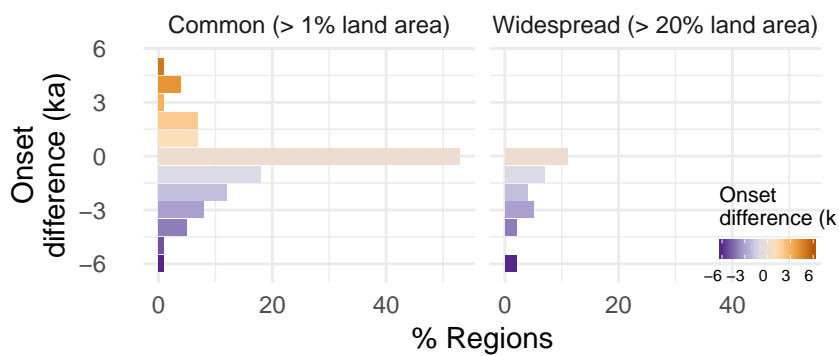 Common (> 1% land area)
Widespread (> 20% land area)
Onset
difference (ka)
6
3
0
−3
−6
0
20
40
0
20
40
% Regions
Onset
difference (k
−6 −3 0 3 6